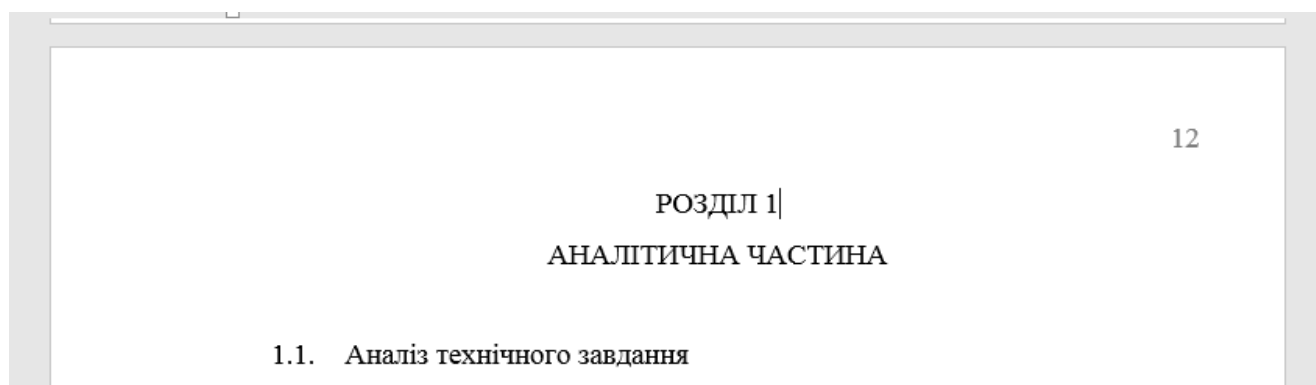 12
РОЗДІЛ 1
АНАЛІТИЧНА ЧАСТИНА
1.1. Аналіз технічного завдання